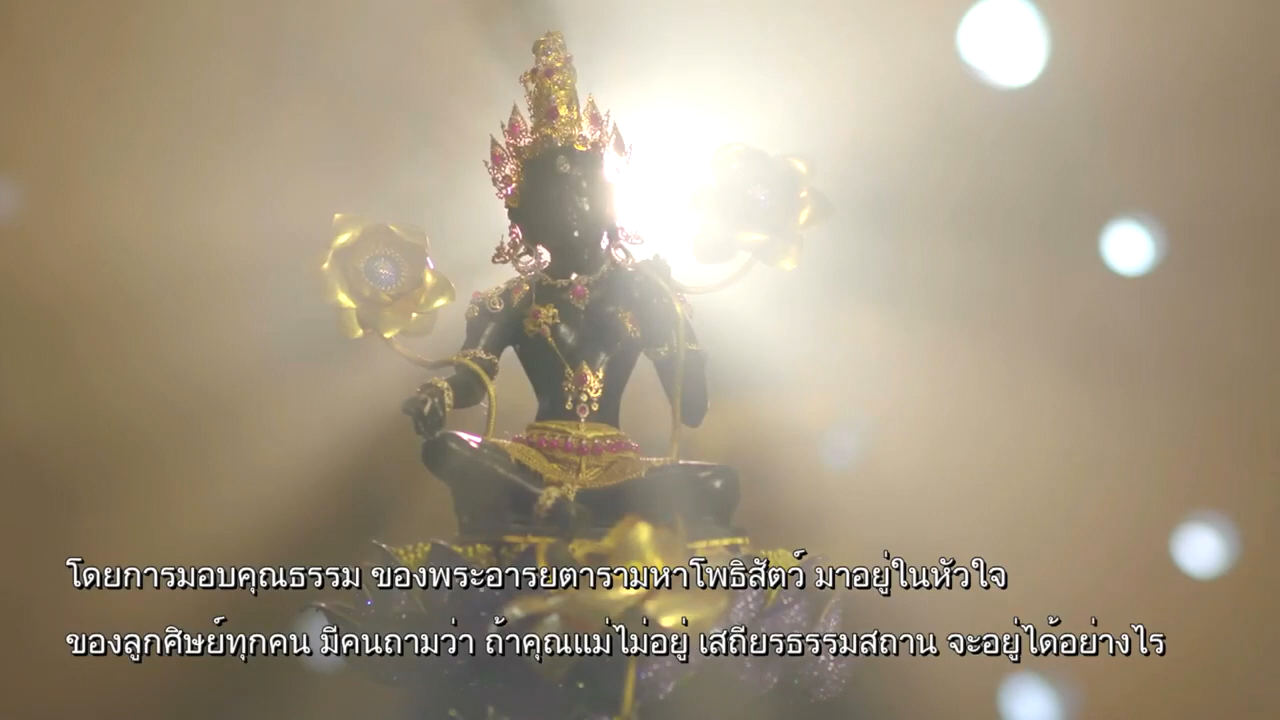 โดยการมอบคุณธรรม ของพระอารยตารามหาโพธิสัตว์ มาอยู่ในหัวใจ
ของลูกศิษย์ทุกคน มีคนถามว่า ถ้าคุณแม่ไม่อยู่ เสถียรธรรมสถาน จะอยู่ได้อย่างไร